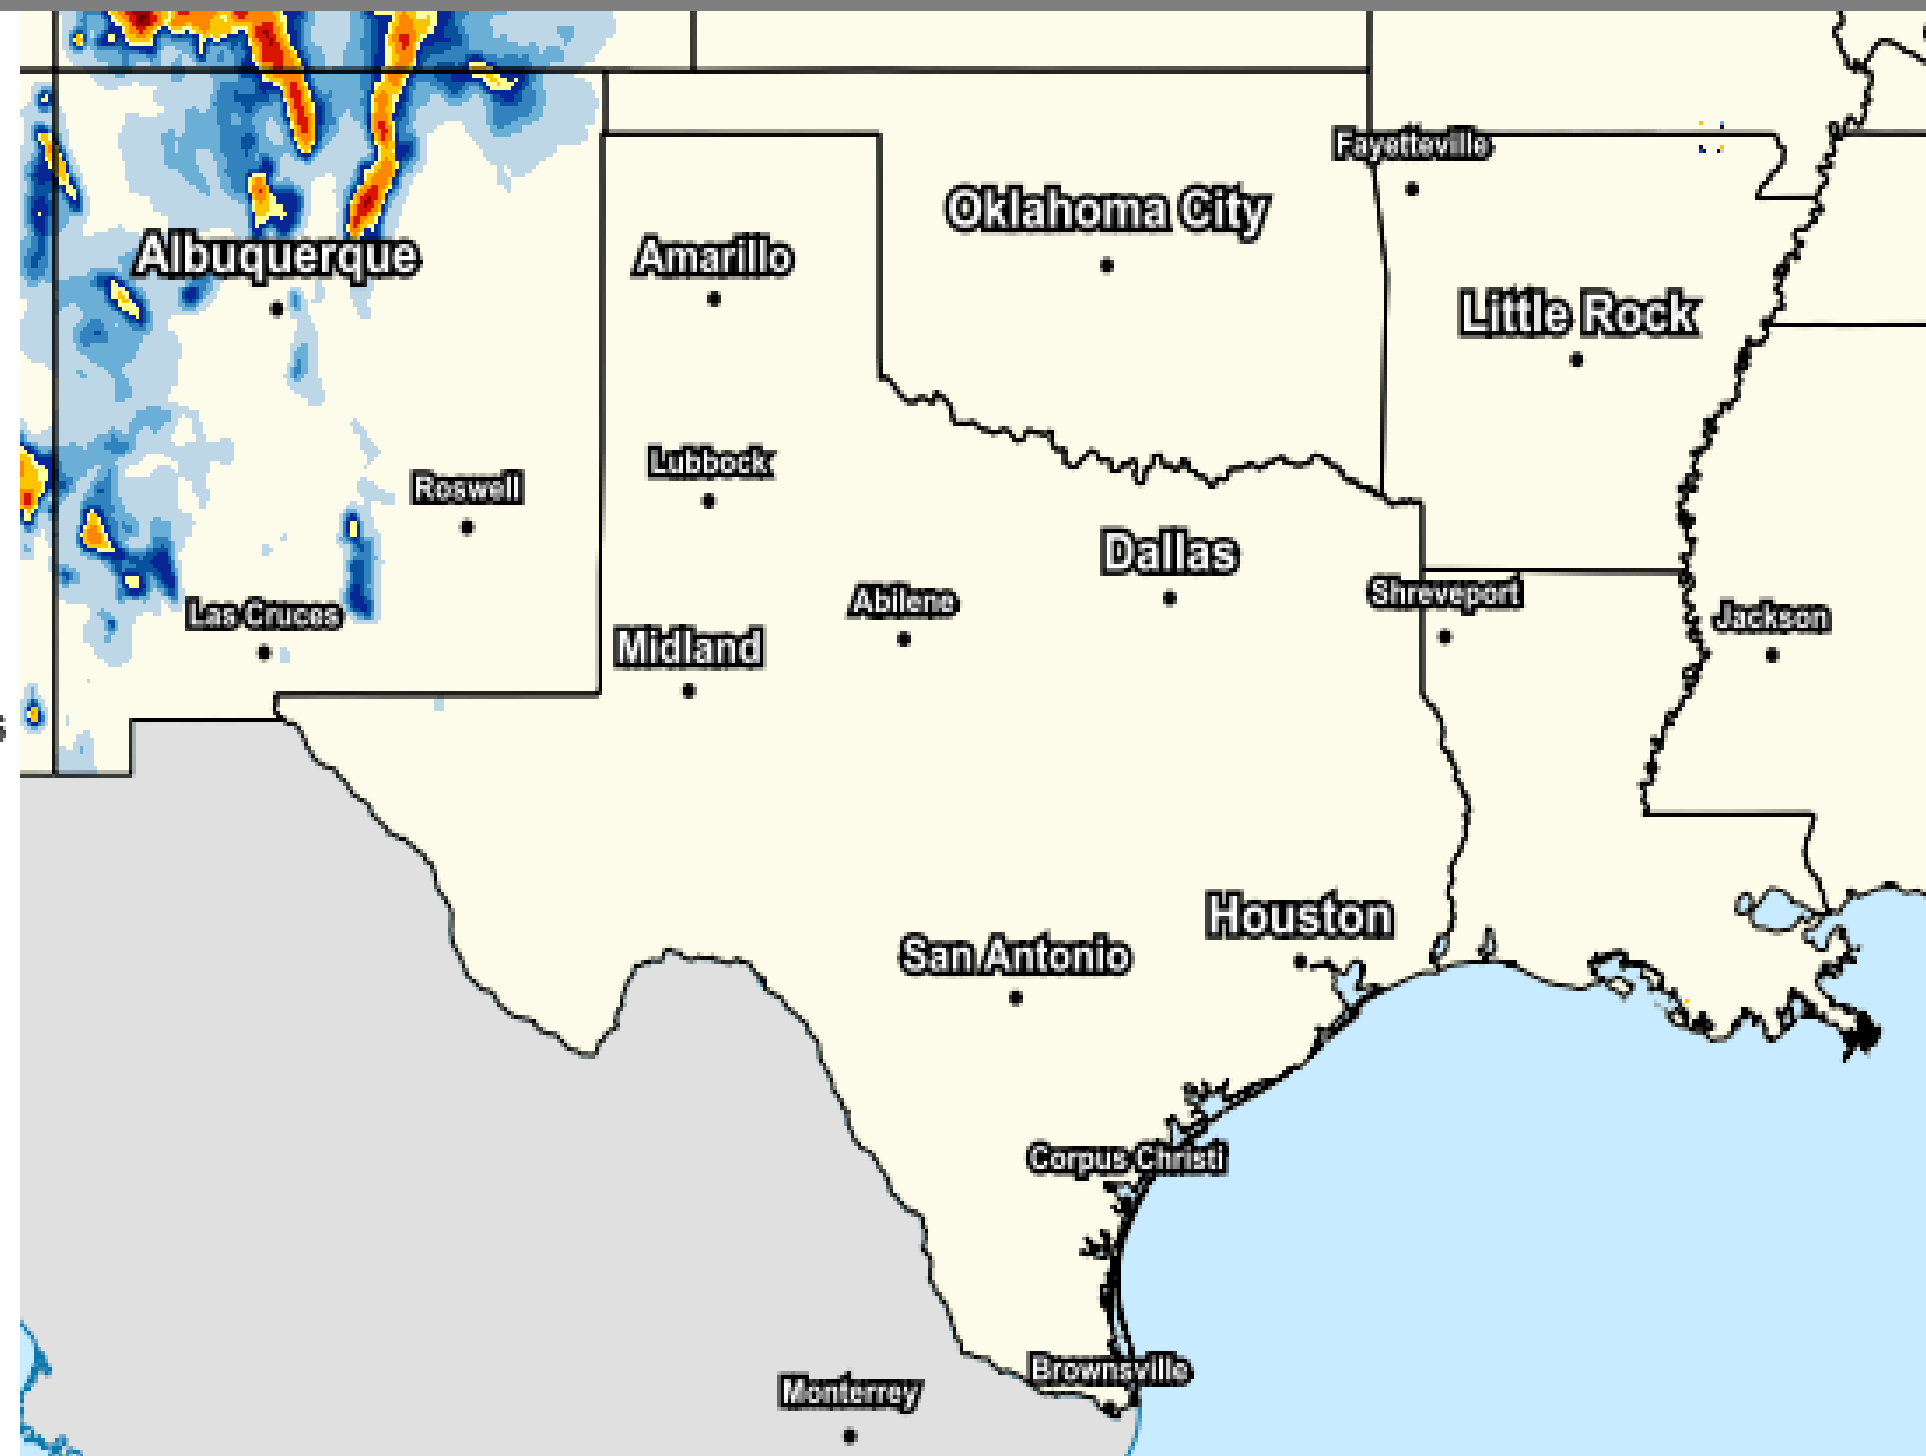 Fayetteville
Oklahoma City
Albuquerque
Amarillo
Little Rock
Lubbock
Roswell
Dallas
Shreveport
Abilene
Las Cruces
Jackson
Midland
Houston
San Antonio
Corpus Christi
Brownsville
Monterrey